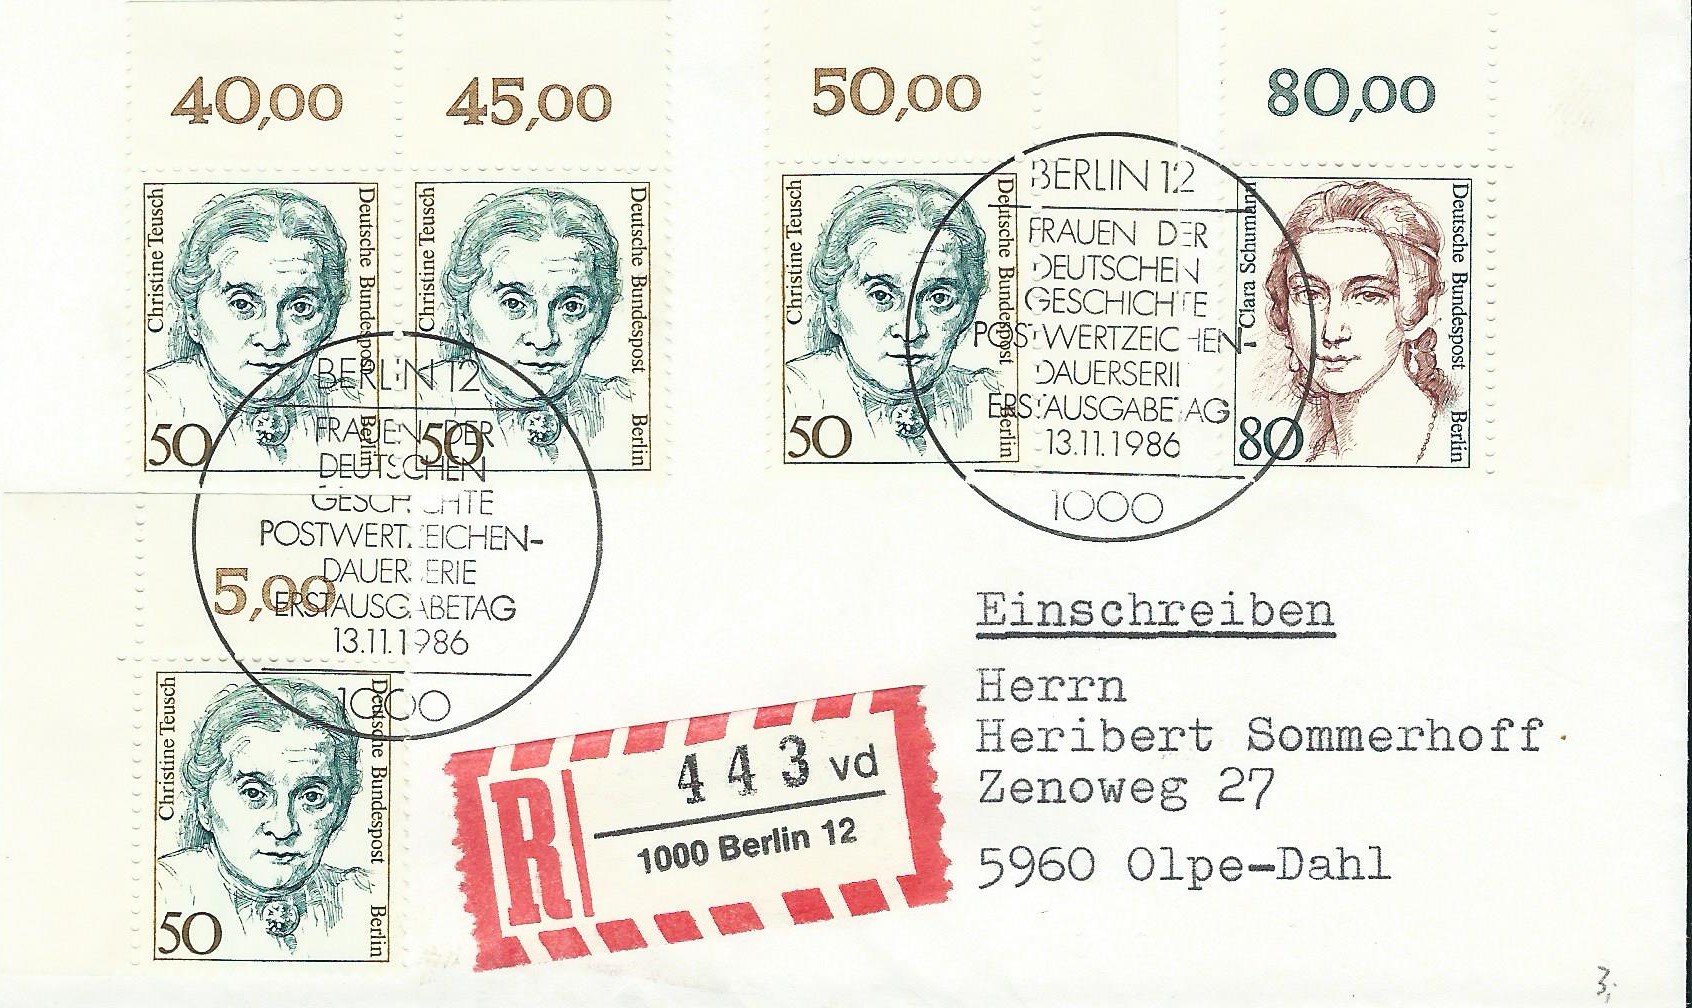 40,00
45,00
50,00
80,00
Christine Teusch
Deutsche Bundespost Berlin
50
Christine Teusch
Deutsche Bundespost Berlin
50
Christine Teusch
Deutsche Bundespost Berlin
50
Clara Schumann
Deutsche Bundespost Berlin
80
BERLIN 12
FRAUEN DER
DEUTSCHEN
GESCHICHTE
POSTWERTZEICHEN-
DAUERSERIE
ERSTAUSGABETAG
13.11.1986
1000
BERLIN 12
FRAUEN DER
DEUTSCHEN
GESCHICHTE
POSTWERTZEICHEN-
DAUERSERIE
ERSTAUSGABETAG
13.11.1986
1000
5,00
Christine Teusch
Deutsche Bundespost Berlin
50
R
443 vd
1000 Berlin 12
Einschreiben
Herrn
Heribert Sommerhoff
Zenoweg 27
5960 Olpe-Dahl
3,-